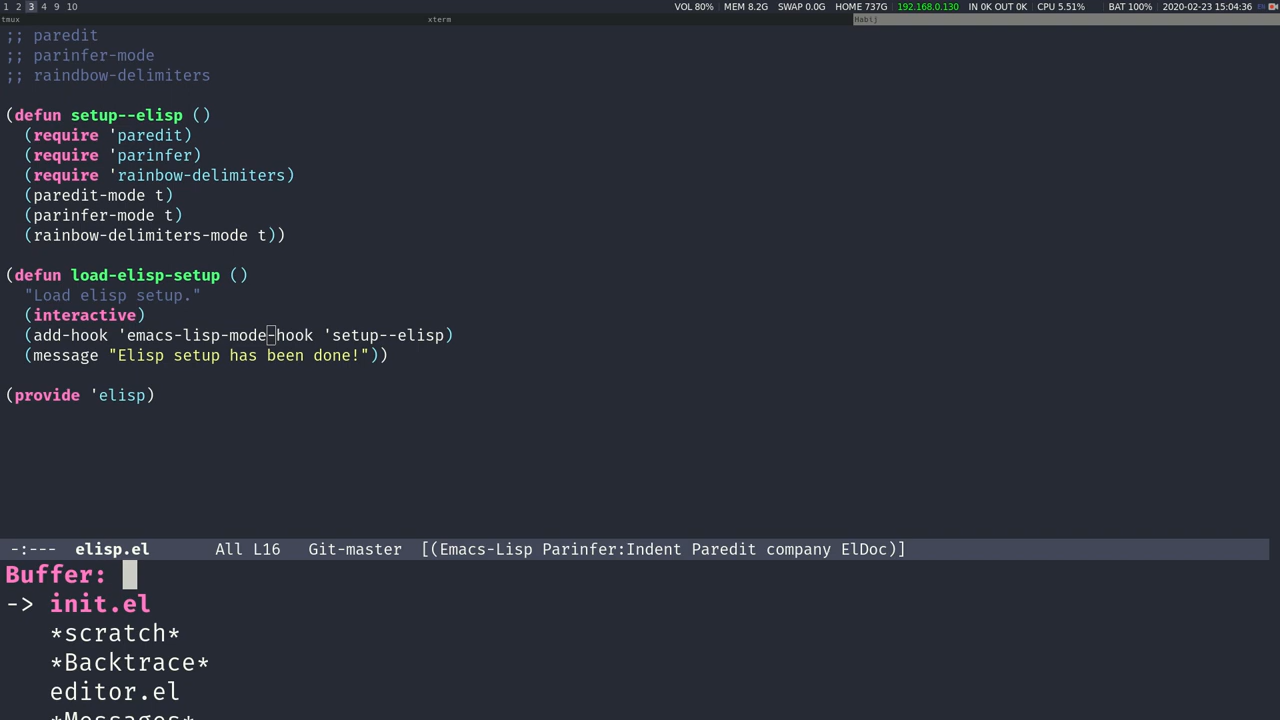 1 2 3 4 9 10 VOL 80% MEM 8.2G SWAP 0.0G HOME 737G 192.168.0.130 IN 0K OUT 0K CPU 5.51% BAT 100% 2020-02-23 15:04:36 EN
tmux xterm Habij
;; paredit
;; parinfer-mode
;; raindbow-delimiters
(defun setup--elisp ()
(require 'paredit)
(require 'parinfer)
(require 'rainbow-delimiters)
(paredit-mode t)
(parinfer-mode t)
(rainbow-delimiters-mode t))
(defun load-elisp-setup ()
"Load elisp setup."
(interactive)
(add-hook 'emacs-lisp-mode-hook 'setup--elisp)
(message "Elisp setup has been done!"))
(provide 'elisp)
-:--- elisp.el All L16 Git-master [(Emacs-Lisp Parinfer:Indent Paredit company ElDoc)]
Buffer:
-> init.el
*scratch*
*Backtrace*
editor.el
*Messages*